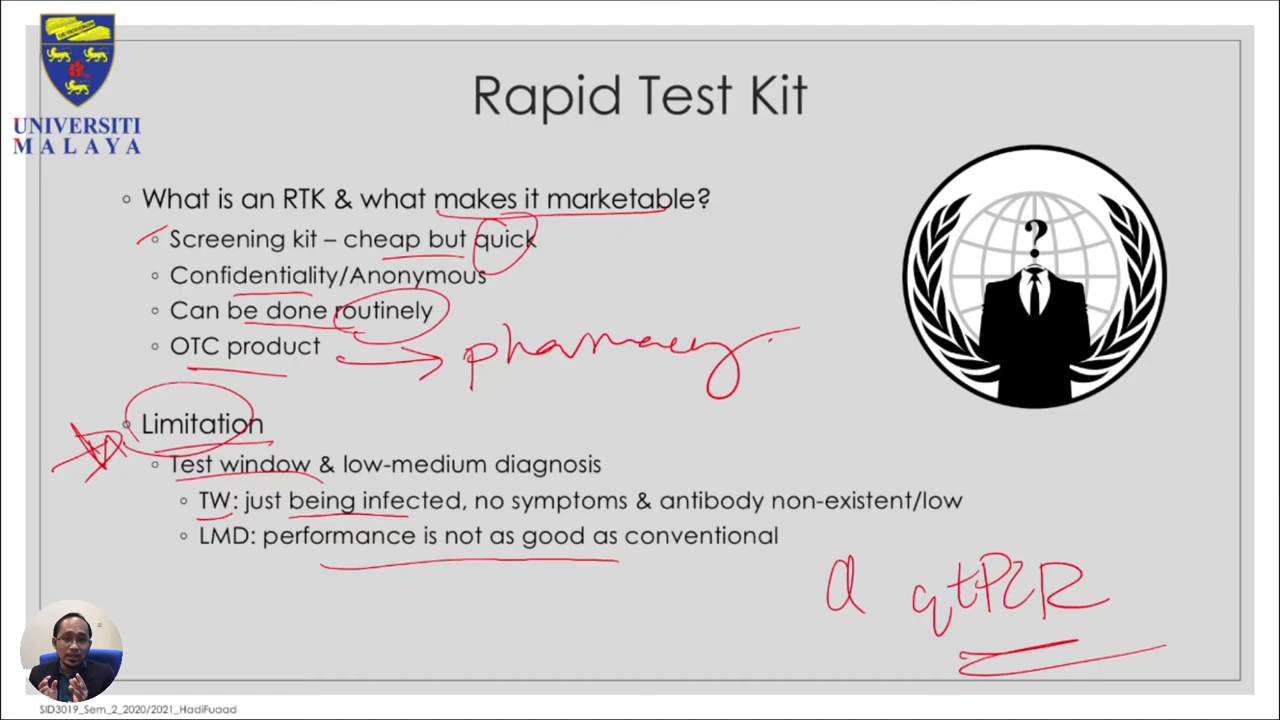 UNIVERSITI
MALAYA
Rapid Test Kit
What is an RTK & what makes it marketable?
Screening kit – cheap but quick
Confidentiality/Anonymous
Can be done routinely
OTC product
pharmacy
Limitation
Test window & low-medium diagnosis
TW: just being infected, no symptoms & antibody non-existent/low
LMD: performance is not as good as conventional
qtPCR
?
SID3019_Sem_2_2020/2021_HadiFuaad